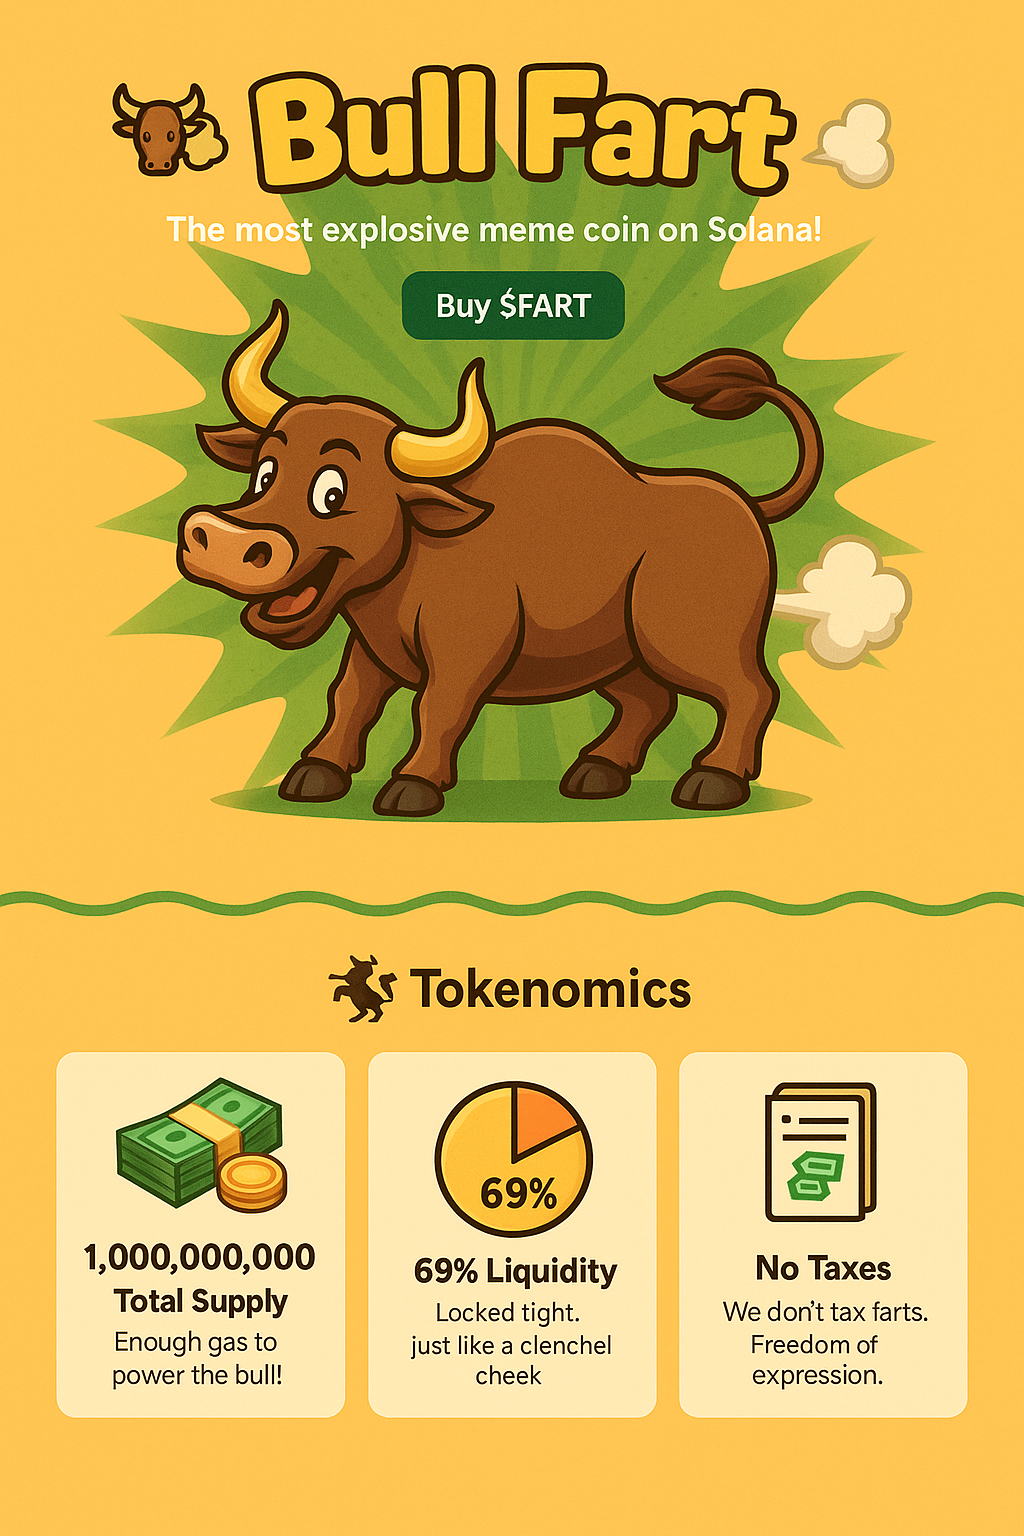 Bull Fart
The most explosive meme coin on Solana!
Buy $FART
Tokenomics
69%
1,000,000,000
Total Supply
Enough gas to
power the bull!
69% Liquidity
Locked tight.
just like a clenchel
cheek
No Taxes
We don't tax farts.
Freedom of
expression.